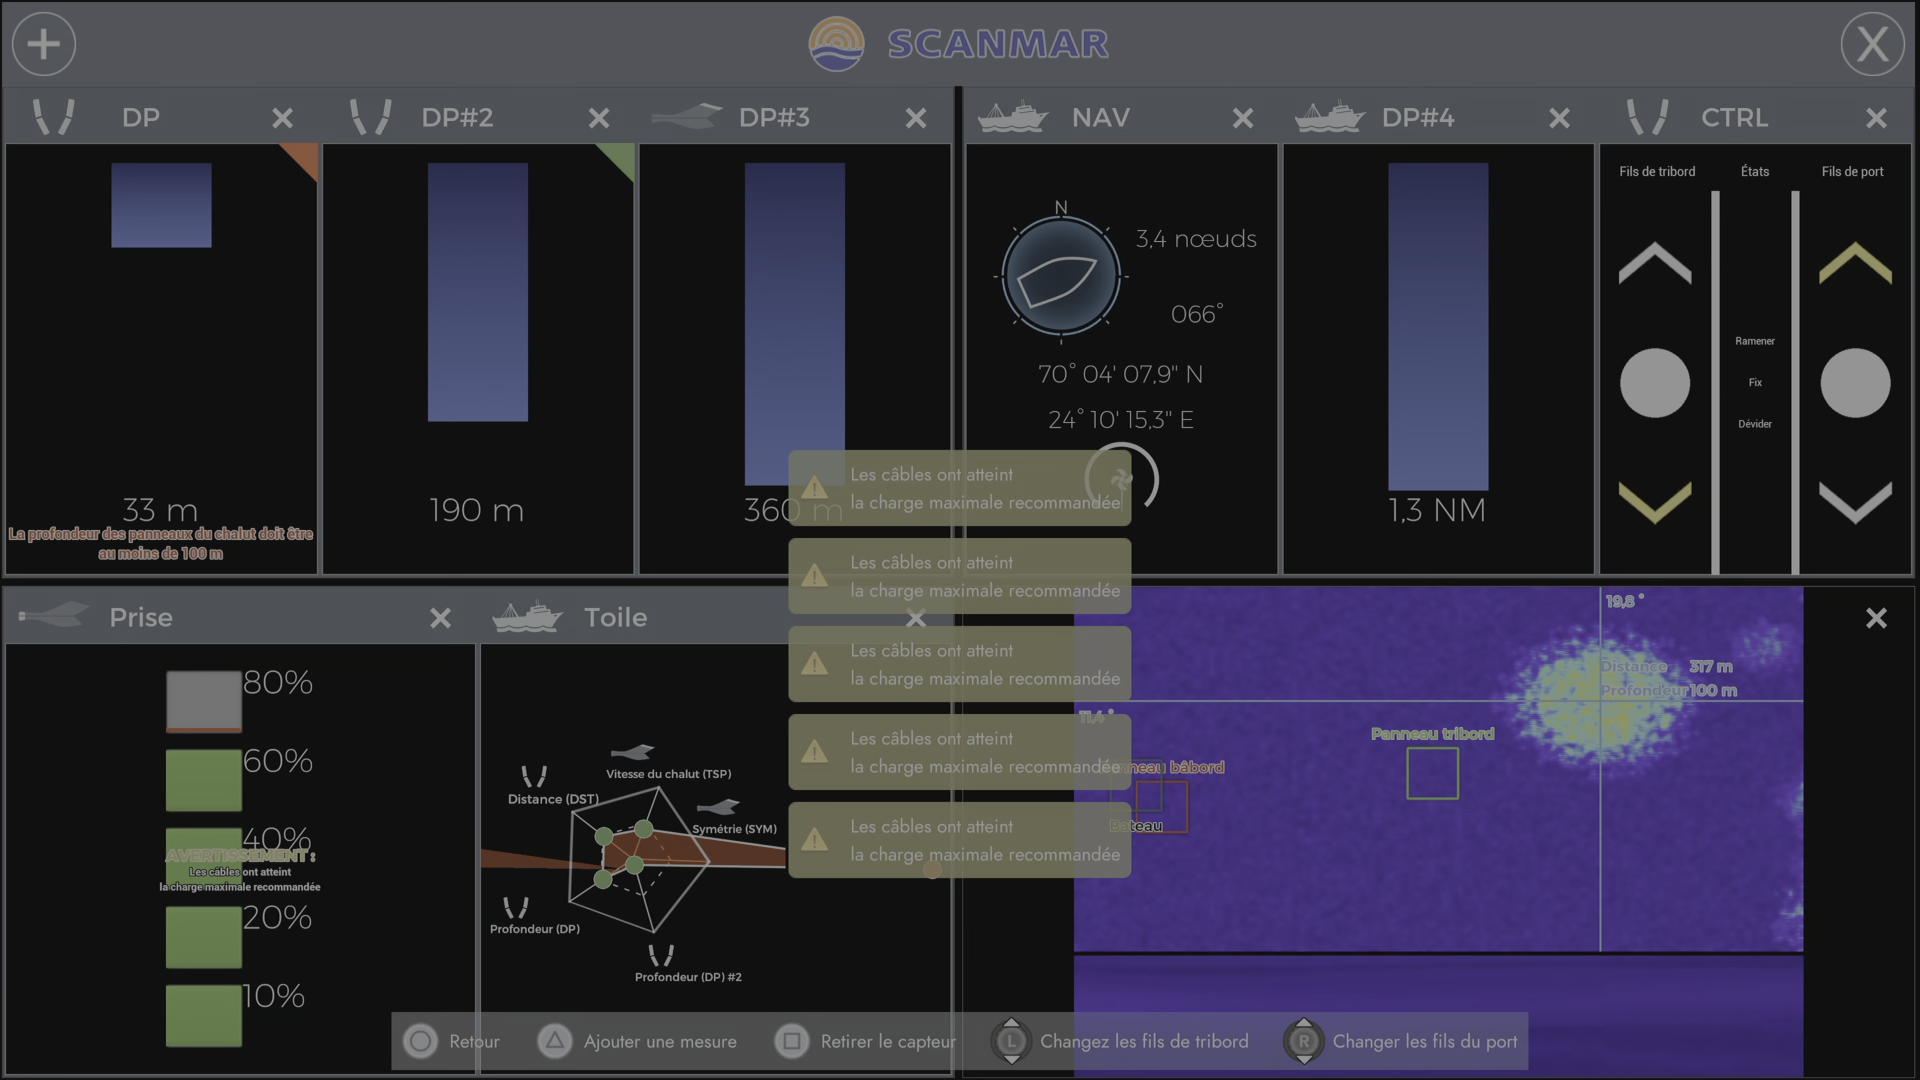 SCANMAR
DP
DP#2
DP#3
NAV
DP#4
CTRL
33 m
La profondeur des panneaux du chalut doit être
au moins de 100 m
190 m
360 m
N
3,4 nœuds
066°
70° 04' 07,9" N
24° 10' 15,3" E
1,3 NM
Fils de tribord
États
Fils de port
Ramener
Fix
Dévider
Les câbles ont atteint
la charge maximale recommandée
Les câbles ont atteint
la charge maximale recommandée
Les câbles ont atteint
la charge maximale recommandée
Les câbles ont atteint
la charge maximale recommandée
Les câbles ont atteint
la charge maximale recommandée
Prise
80%
60%
40%
AVERTISSEMENT :
Les câbles ont atteint
la charge maximale recommandée
20%
10%
Toile
Vitesse du chalut (TSP)
Distance (DST)
Symétrie (SYM)
Profondeur (DP)
Profondeur (DP) #2
19,8 °
Distance 317 m
Profondeur 100 m
11,4 °
Panneau tribord
bâbord
Bateau
Retour
Ajouter une mesure
Retirer le capteur
L
Changez les fils de tribord
R
Changer les fils du port